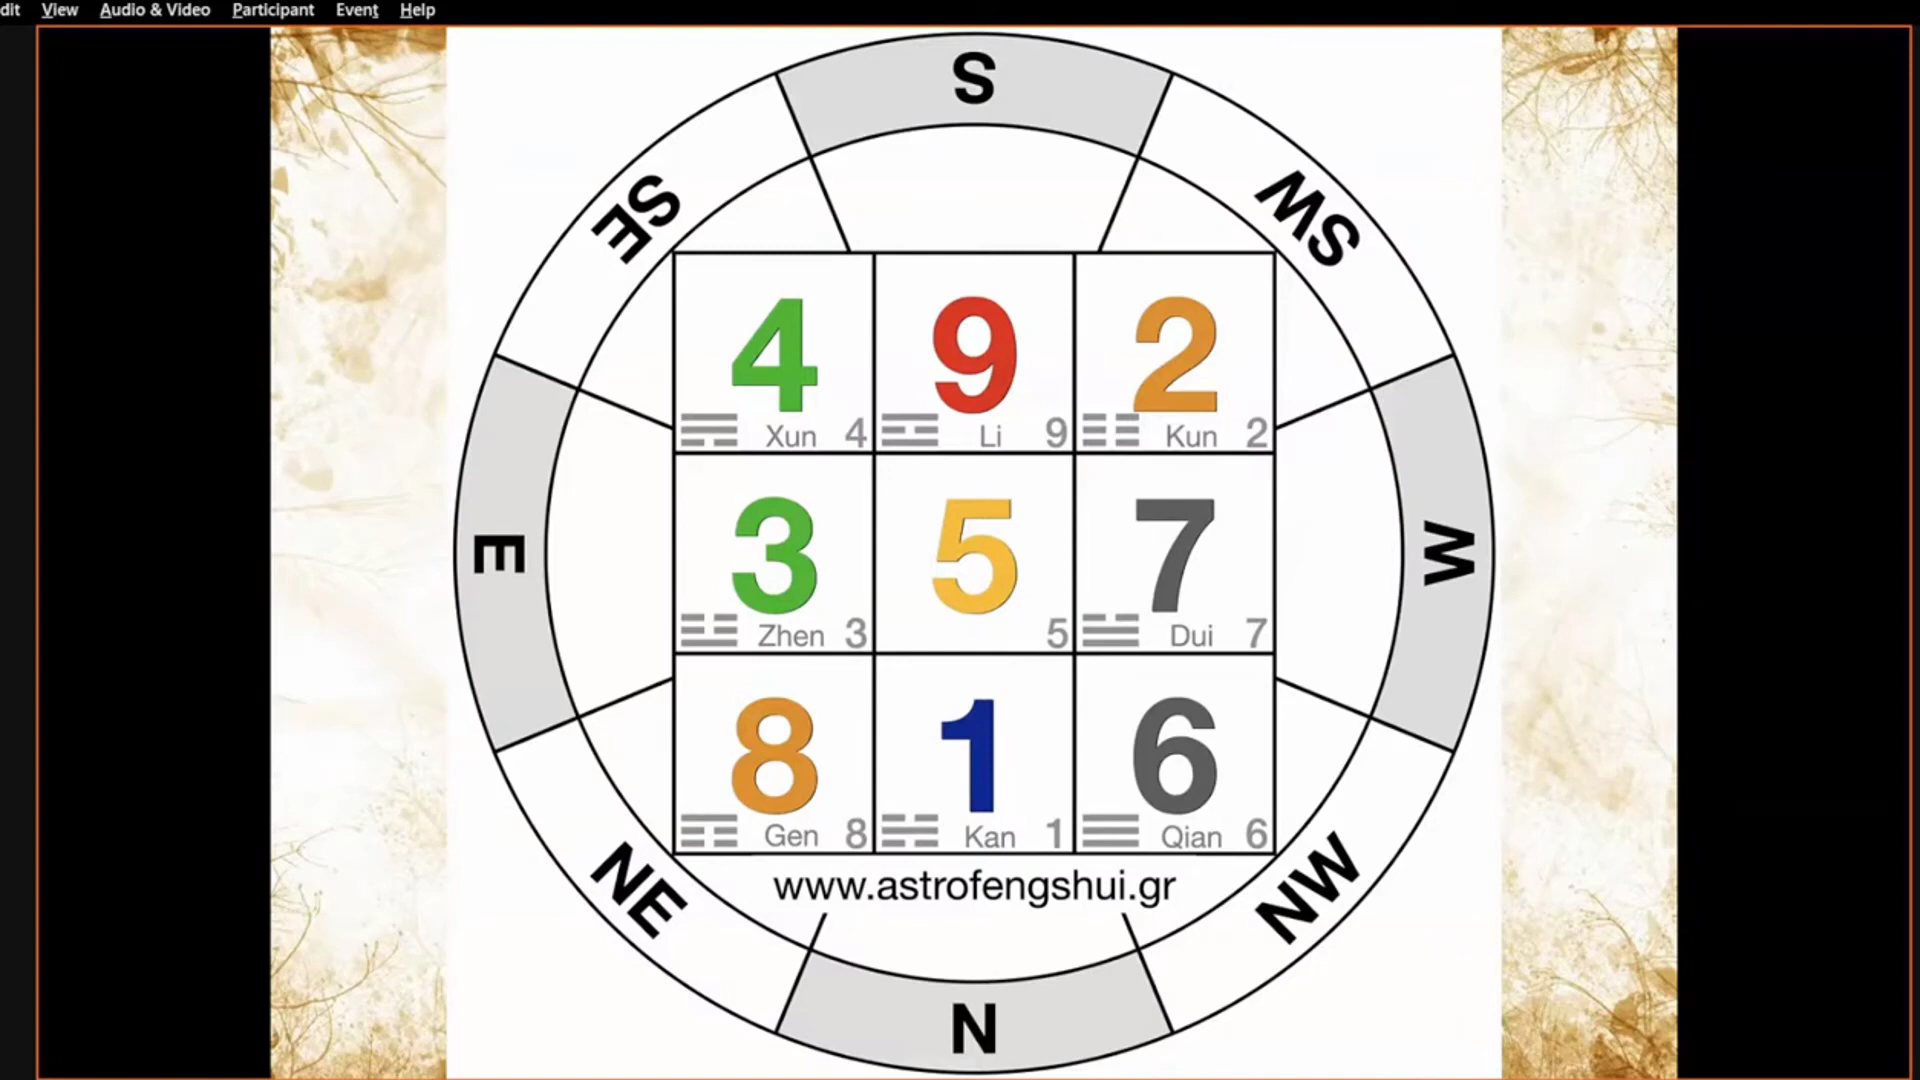 dit View Audio & Video Participant Event Help
S
SE SW
4 9 2
Xun 4 Li 9 Kun 2
E 3 5 7 W
Zhen 3 5 Dui 7
8 1 6
Gen 8 Kan 1 Qian 6
www.astrofengshui.gr
NE NW
N